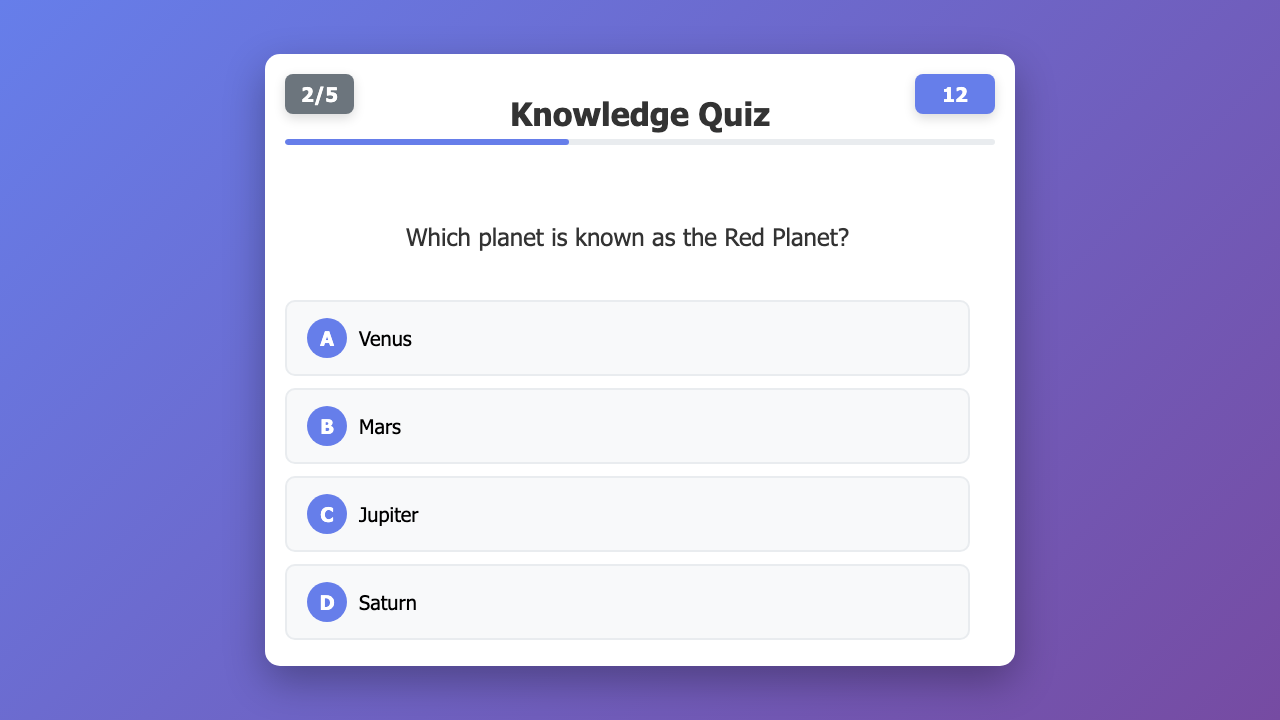 2/5
Knowledge Quiz
12
Which planet is known as the Red Planet?
A Venus
B Mars
C Jupiter
D Saturn